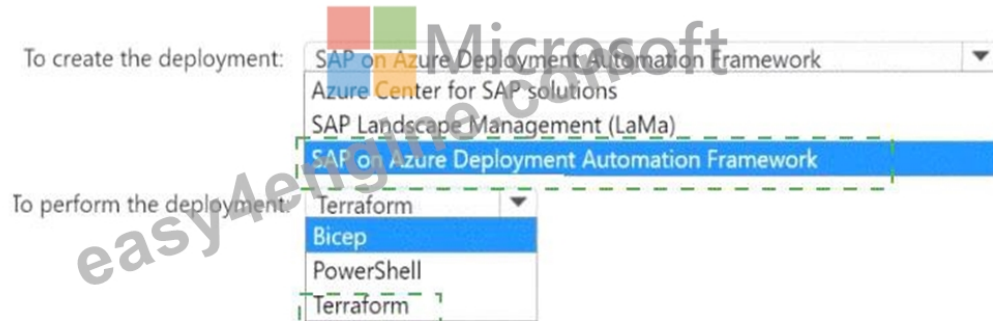 Microsoft
To create the deployment: SAP on Azure Deployment Automation Framework
Azure Center for SAP solutions
SAP Landscape Management (LaMa)
SAP on Azure Deployment Automation Framework
To perform the deployment: Terraform
Bicep
PowerShell
Terraform
easy4engine.com